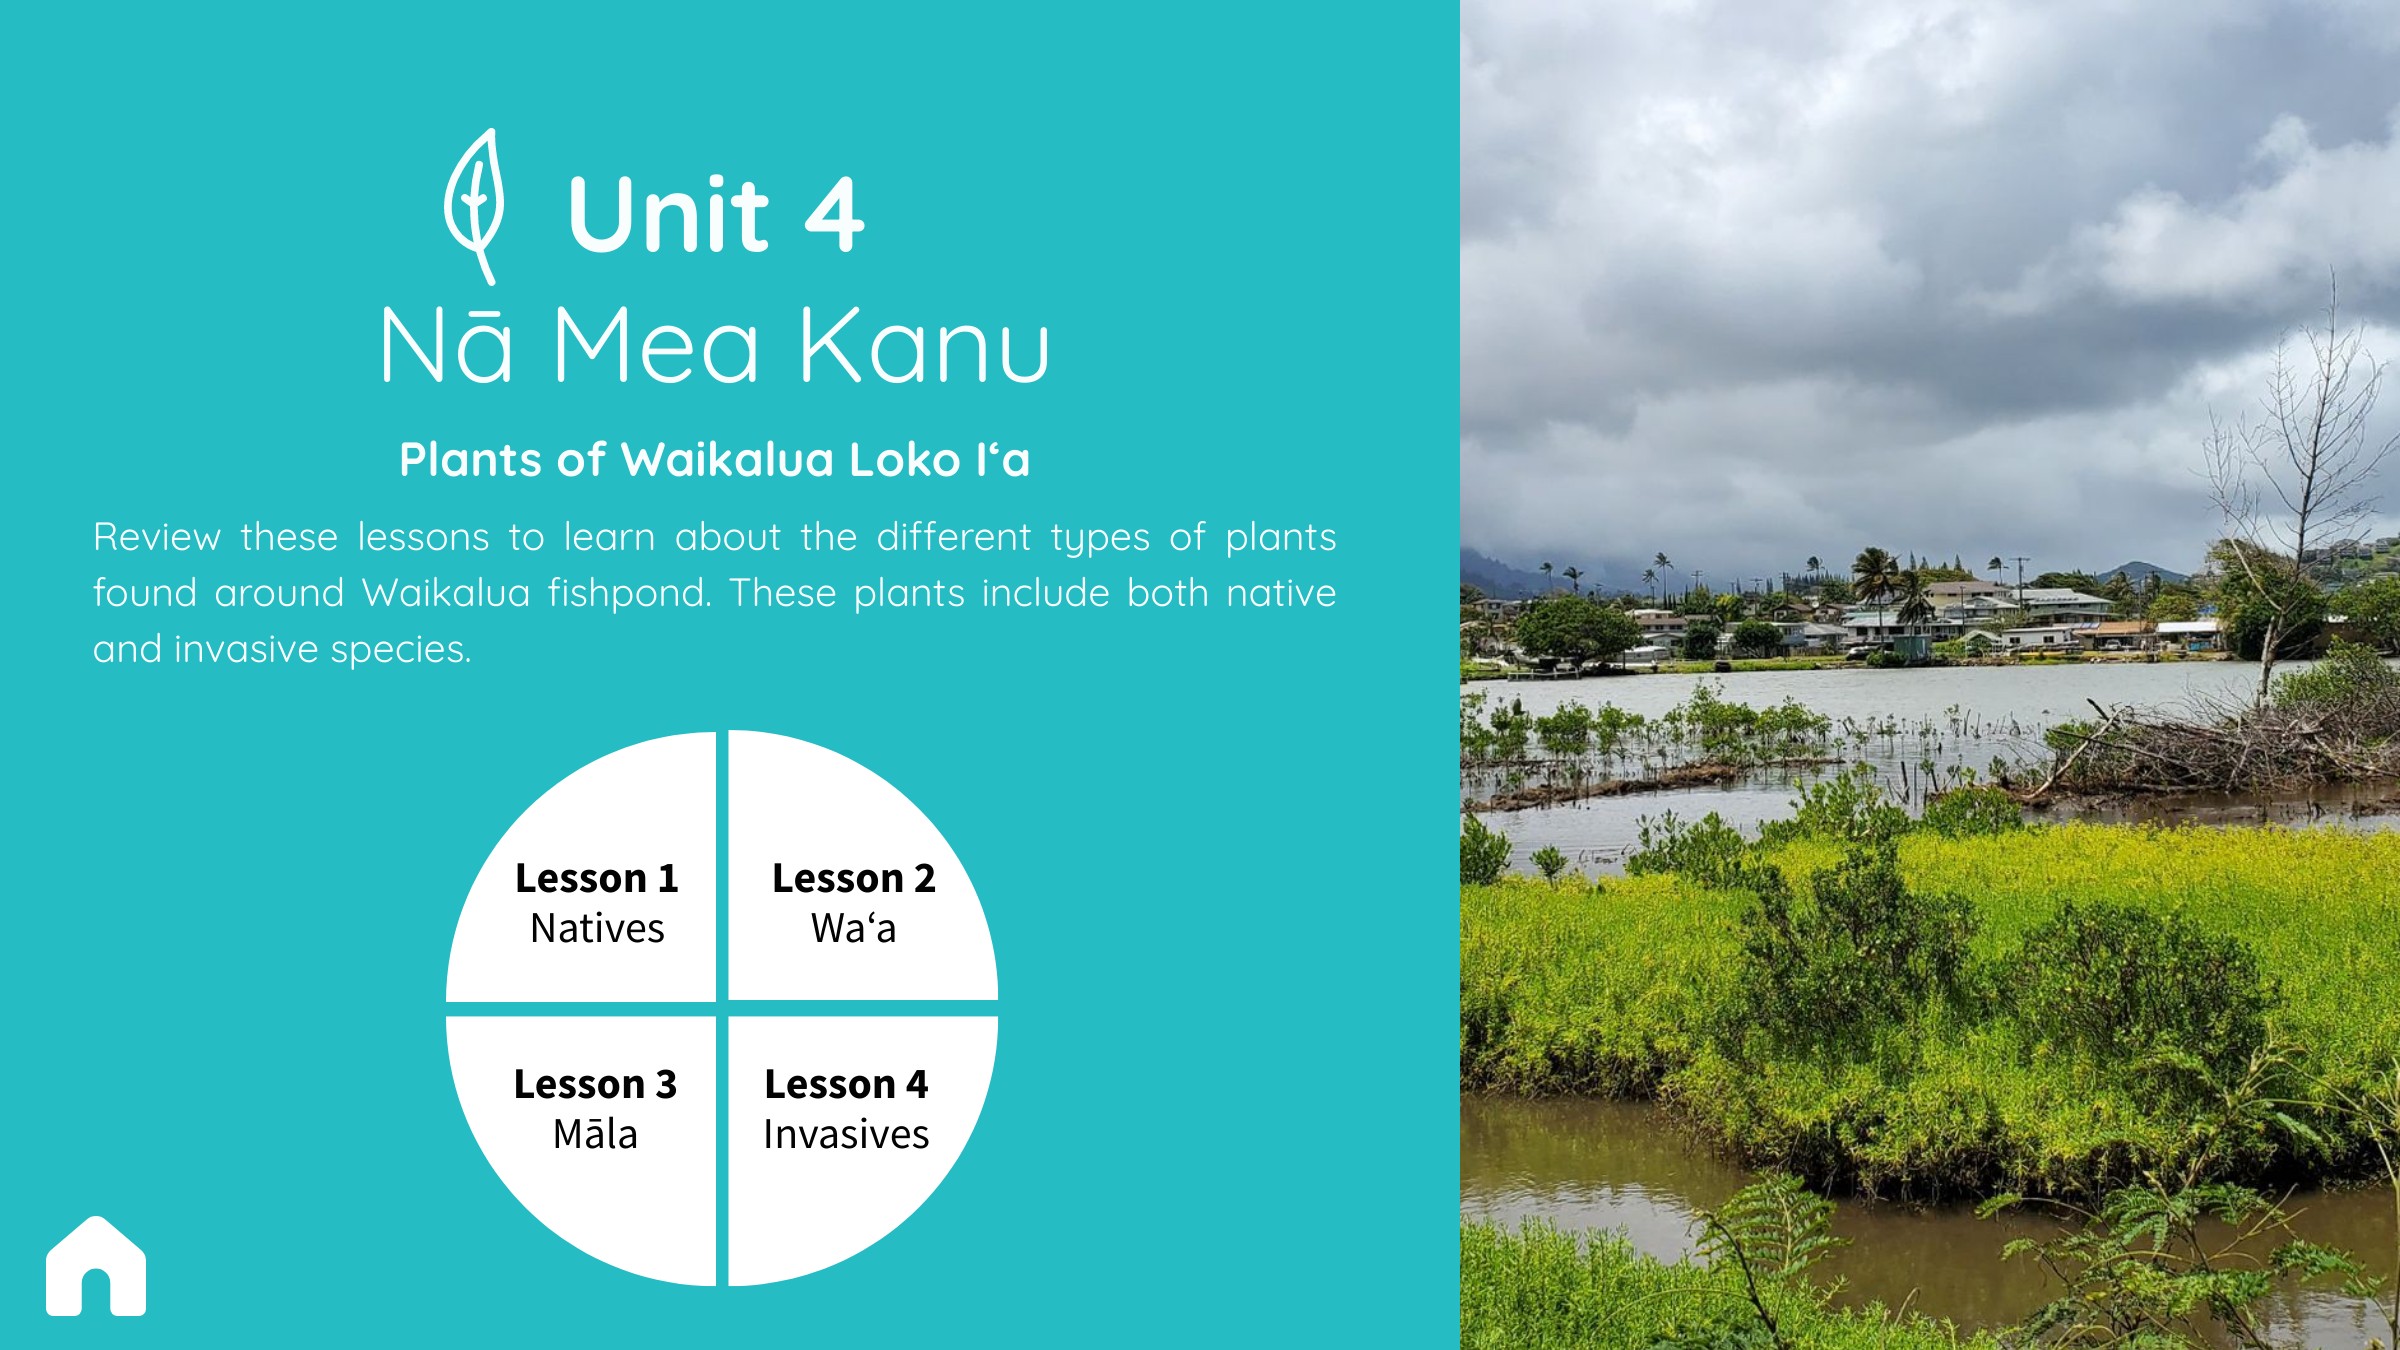 Unit 4
Nā Mea Kanu
Plants of Waikalua Loko Iʻa
Review these lessons to learn about the different types of plants
found around Waikalua fishpond. These plants include both native
and invasive species.
Lesson 1
Natives
Lesson 2
Waʻa
Lesson 3
Māla
Lesson 4
Invasives